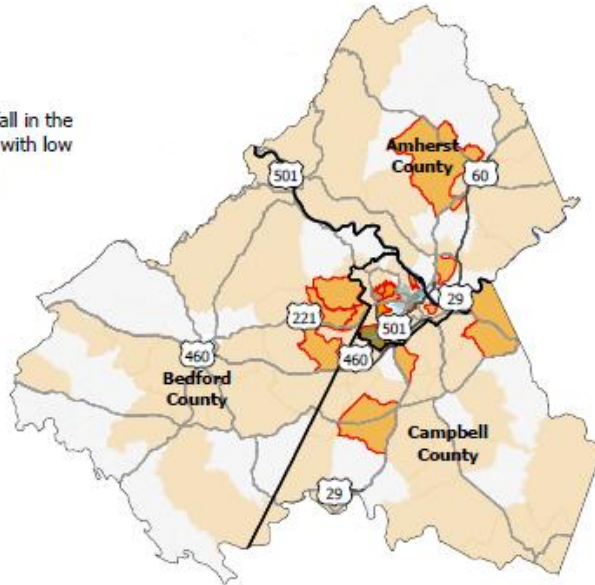 all in the
with low
Amherst
County
501
60
29
221
501
460
460
Bedford
County
Campbell
County
29